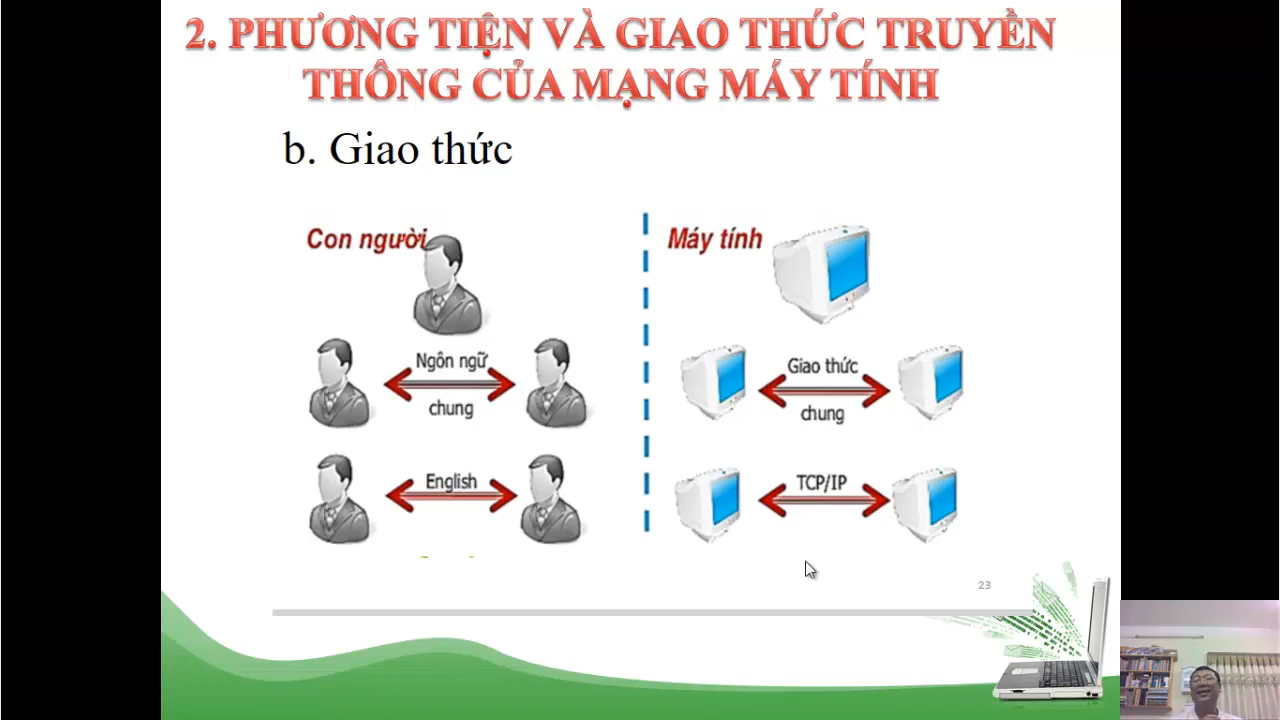 2. PHƯƠNG TIỆN VÀ GIAO THỨC TRUYỀN
THÔNG CỦA MẠNG MÁY TÍNH
b. Giao thức
Con người
Ngôn ngữ
chung
English
Máy tính
Giao thức
chung
TCP/IP
23